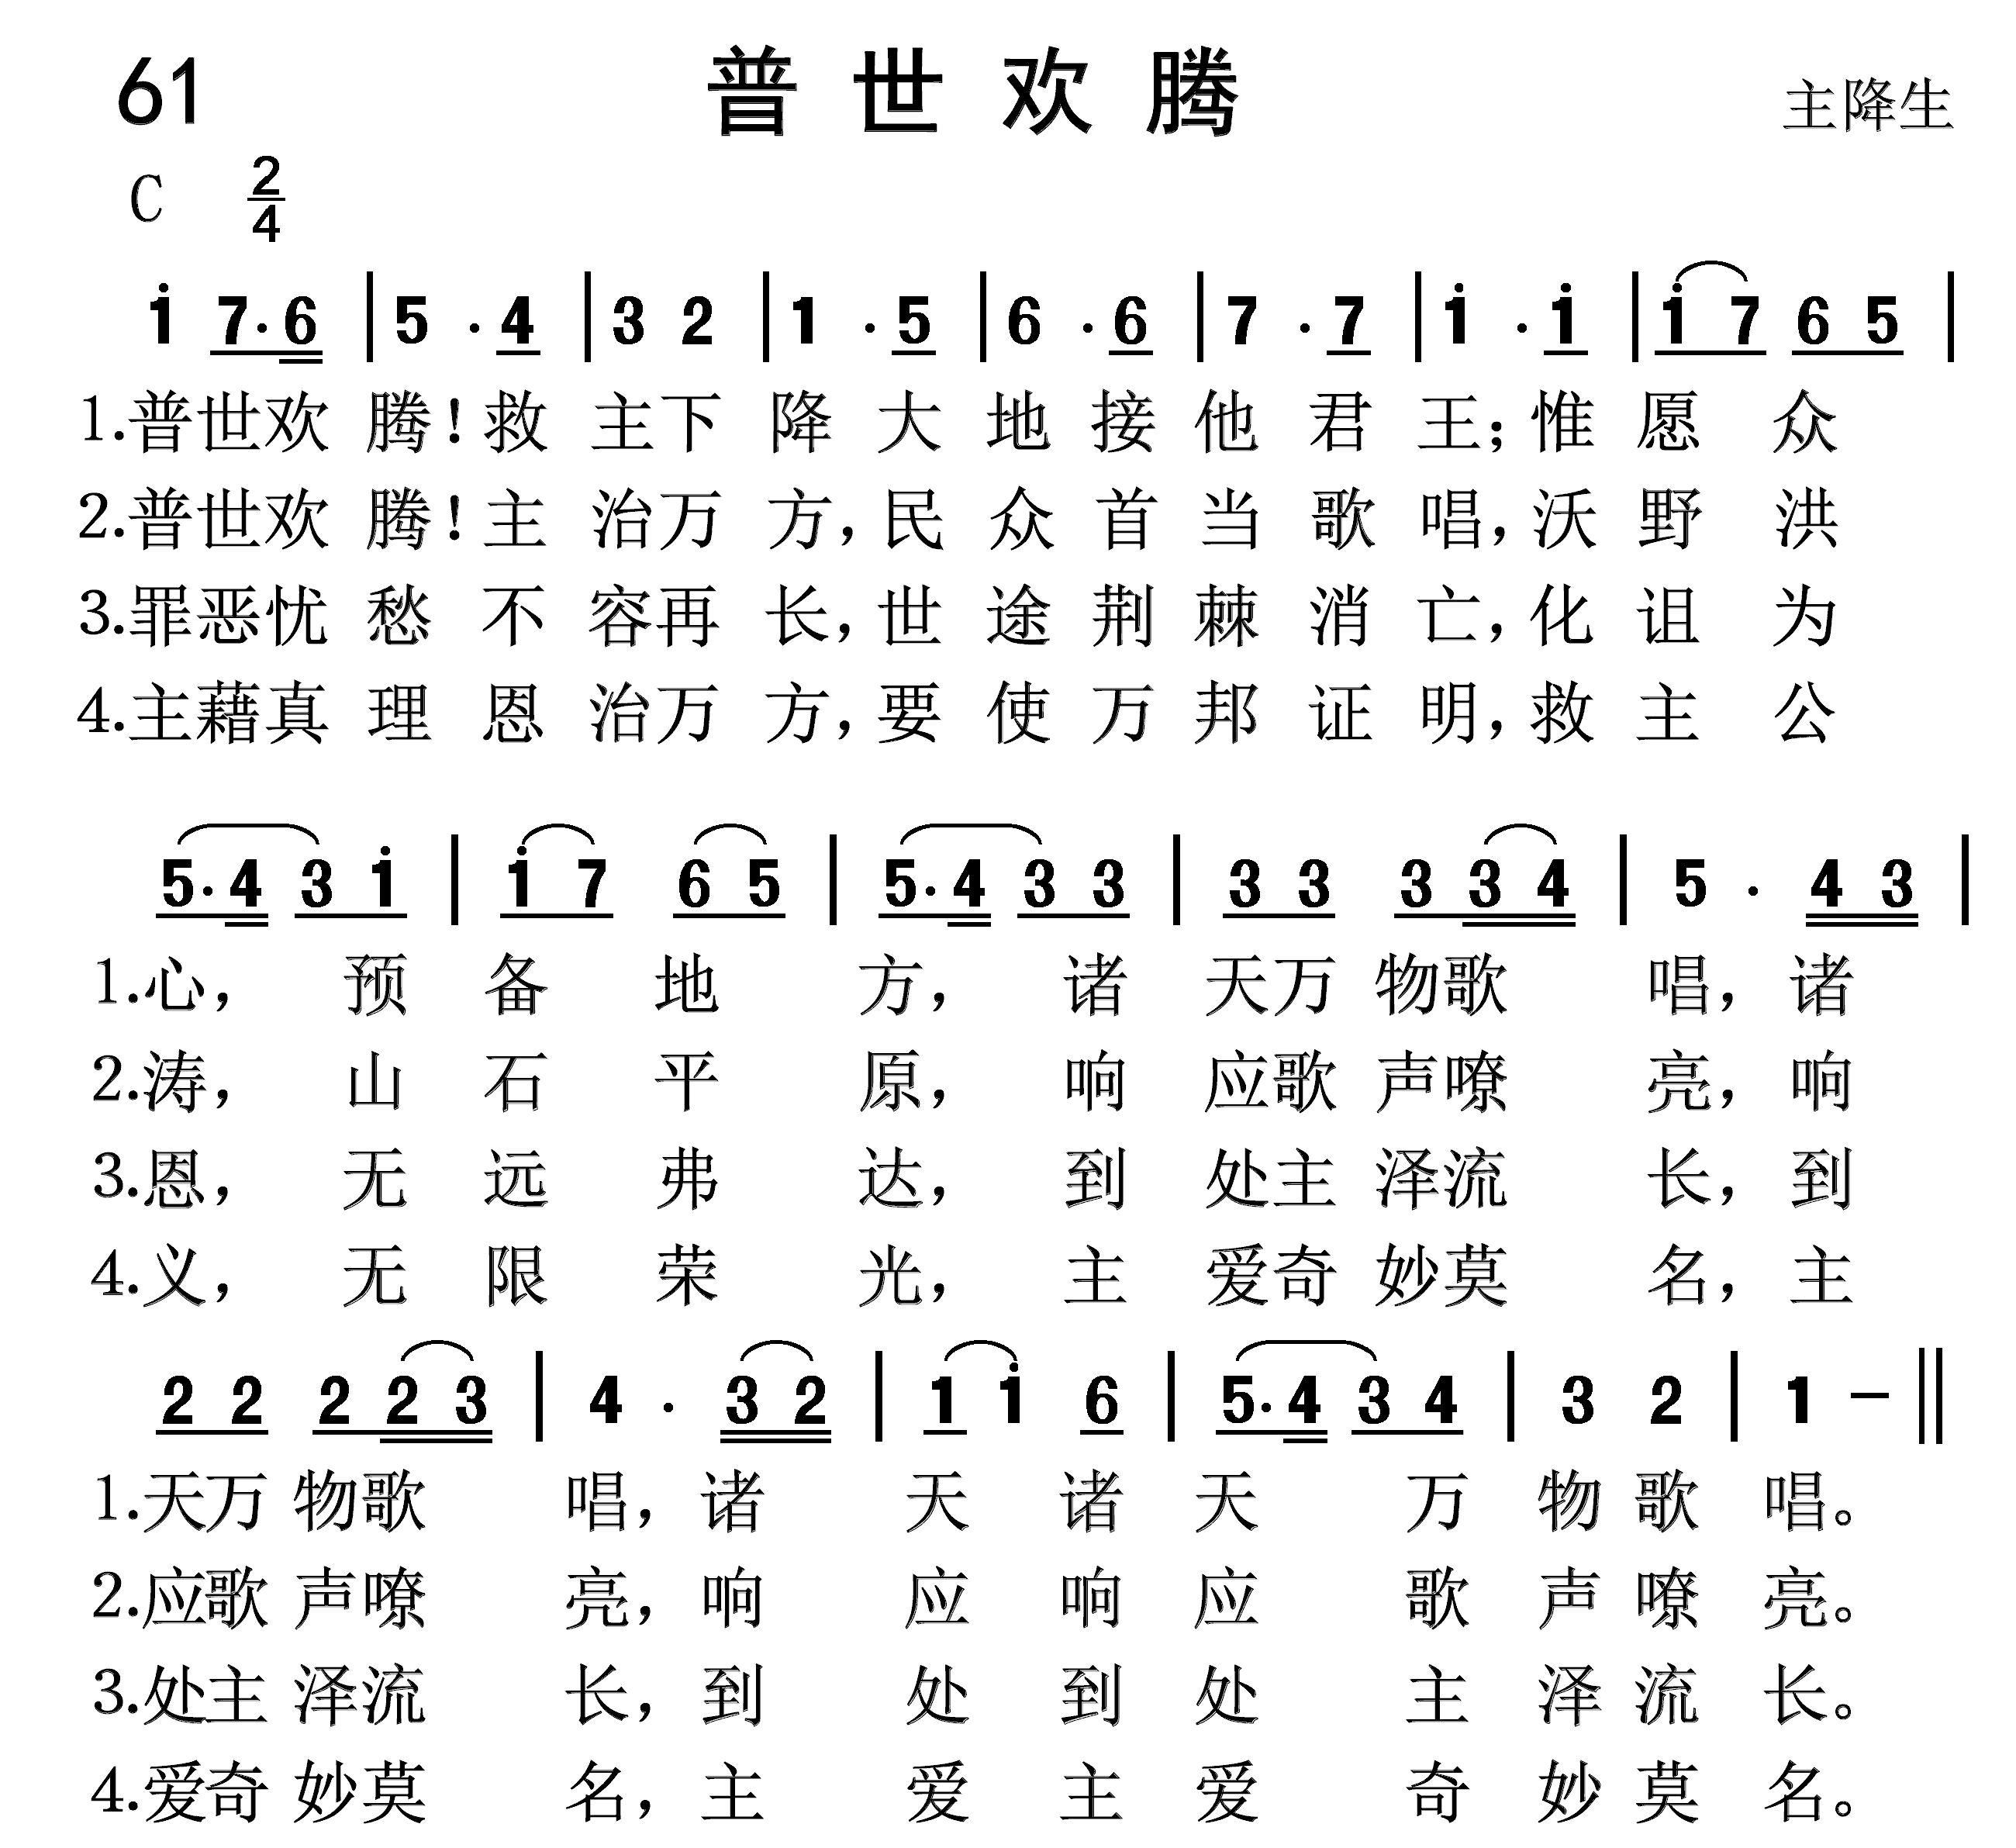 61 普世欢腾 主降生
C 2/4
i 7·6 | 5 · 4 | 3 2 | 1 · 5 | 6 · 6 | 7 · 7 | i · i | i 7 6 5 |
1.普世欢腾!救主下降大地接他君王;惟愿众
2.普世欢腾!主治万方,民众首当歌唱,沃野洪
3.罪恶忧愁不容再长,世途荆棘消亡,化诅为
4.主藉真理恩治万方,要使万邦证明,救主公
5·4 3 i | i 7 6 5 | 5·4 3 3 | 3 3 3 3 4 | 5 · 4 3 |
1.心,预备地方,诸天万物歌唱,诸
2.涛,山石平原,响应歌声嘹亮,响
3.恩,无远弗达,到处主泽流长,到
4.义,无限荣光,主爱奇妙莫名,主
2 2 2 2 3 | 4 · 3 2 | 1 i 6 | 5·4 3 4 | 3 2 | 1 – ||
1.天万物歌唱,诸天诸天万物歌唱。
2.应歌声嘹亮,响应响应歌声嘹亮。
3.处主泽流长,到处到处主泽流长。
4.爱奇妙莫名,主爱主爱奇妙莫名。